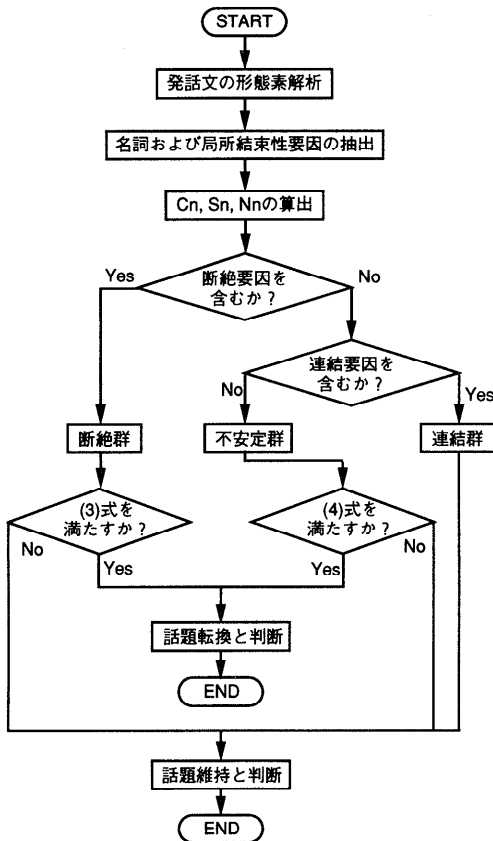 START
発話文の形態素解析
名詞および局所結束性要因の抽出
Cn, Sn, Nnの算出
Yes
断絶要因を
含むか?
No
連結要因を
含むか?
No
Yes
断絶群
不安定群
連結群
(3)式を
満たすか?
(4)式を
満たすか?
No
Yes
Yes
No
話題転換と判断
END
話題維持と判断
END